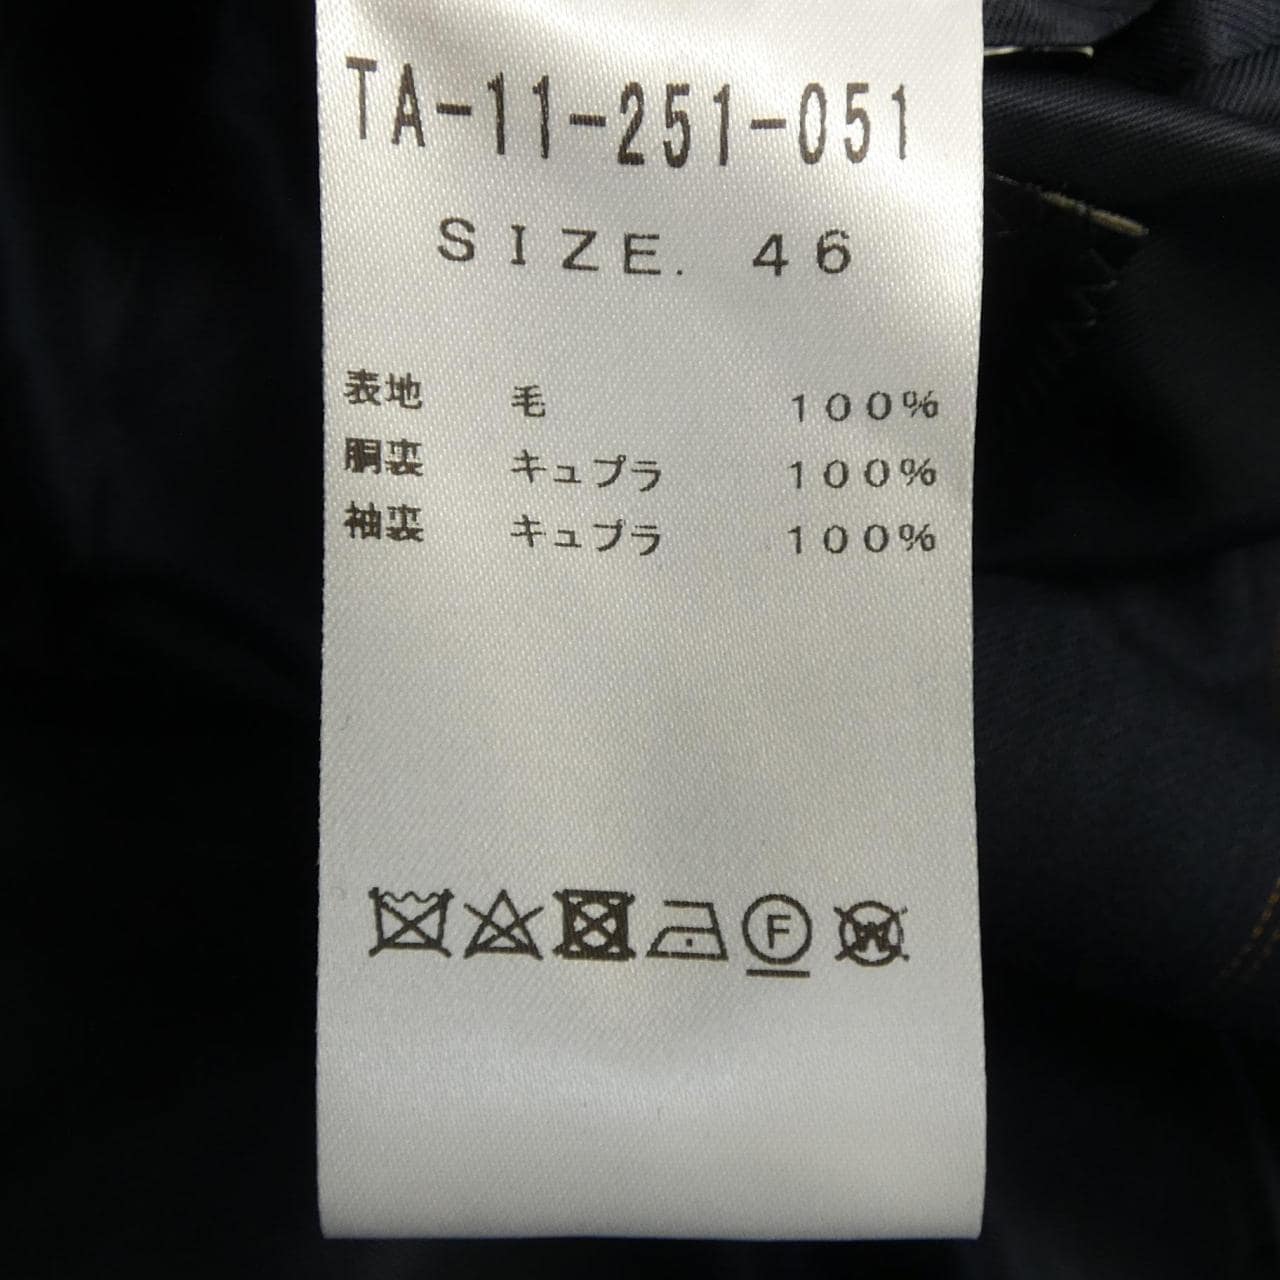 TA-11-251-051
SIZE. 46
表地 毛 100%
胴裏 キュプラ 100%
袖裏 キュプラ 100%
F
W